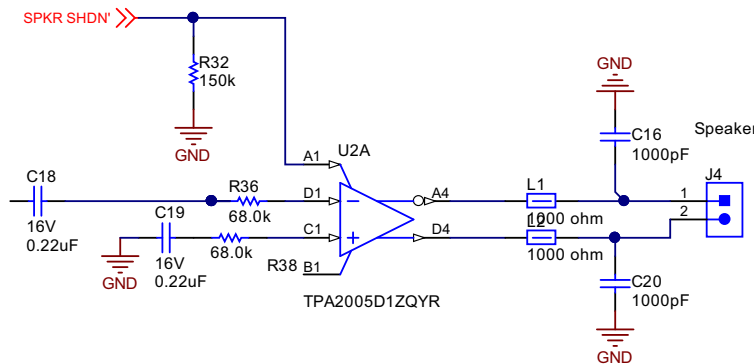 SPKR SHDN'
R32
150k
GND
GND
C16
1000pF
Speaker
J4
1
2
A1
U2A
C18
16V
0.22uF
R36
68.0k
D1
A4
L1
1000 ohm
C19
16V
0.22uF
68.0k
C1
D4
L2
1000 ohm
GND
R38
B1
TPA2005D1ZQYR
C20
1000pF
GND